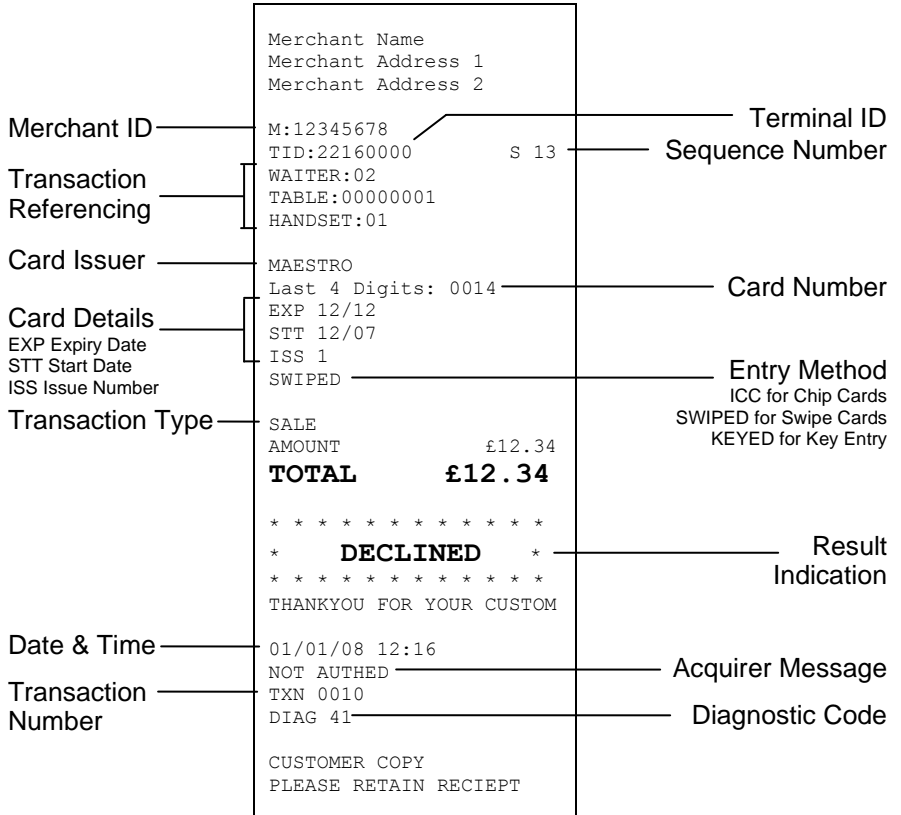 Merchant Name
Merchant Address 1
Merchant Address 2
Merchant ID
M:12345678
Terminal ID
TID:22160000 S 13
Sequence Number
Transaction
Referencing
WAITER:02
TABLE:00000001
HANDSET:01
Card Issuer
MAESTRO
Last 4 Digits: 0014
Card Number
Card Details
EXP Expiry Date
STT Start Date
ISS Issue Number
EXP 12/12
STT 12/07
ISS 1
SWIPED
Entry Method
ICC for Chip Cards
SWIPED for Swipe Cards
KEYED for Key Entry
Transaction Type
SALE
AMOUNT £12.34
TOTAL £12.34
* * * * * * * * * * * *
* DECLINED *
* * * * * * * * * * * *
Result
Indication
THANKYOU FOR YOUR CUSTOM
Date & Time
01/01/08 12:16
NOT AUTHED
Acquirer Message
Transaction
Number
TXN 0010
DIAG 41
Diagnostic Code
CUSTOMER COPY
PLEASE RETAIN RECIEPT